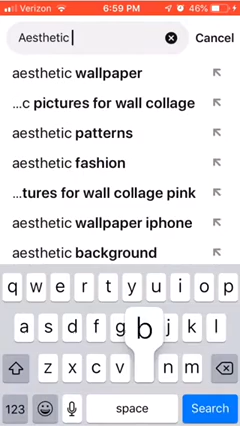 Verizon 6:59 PM 46%
Aesthetic Cancel
aesthetic wallpaper
...c pictures for wall collage
aesthetic patterns
aesthetic fashion
...tures for wall collage pink
aesthetic wallpaper iphone
aesthetic background
q w e r t y u i o p
a s d f g b j k l
z x c v n m
123 space Search